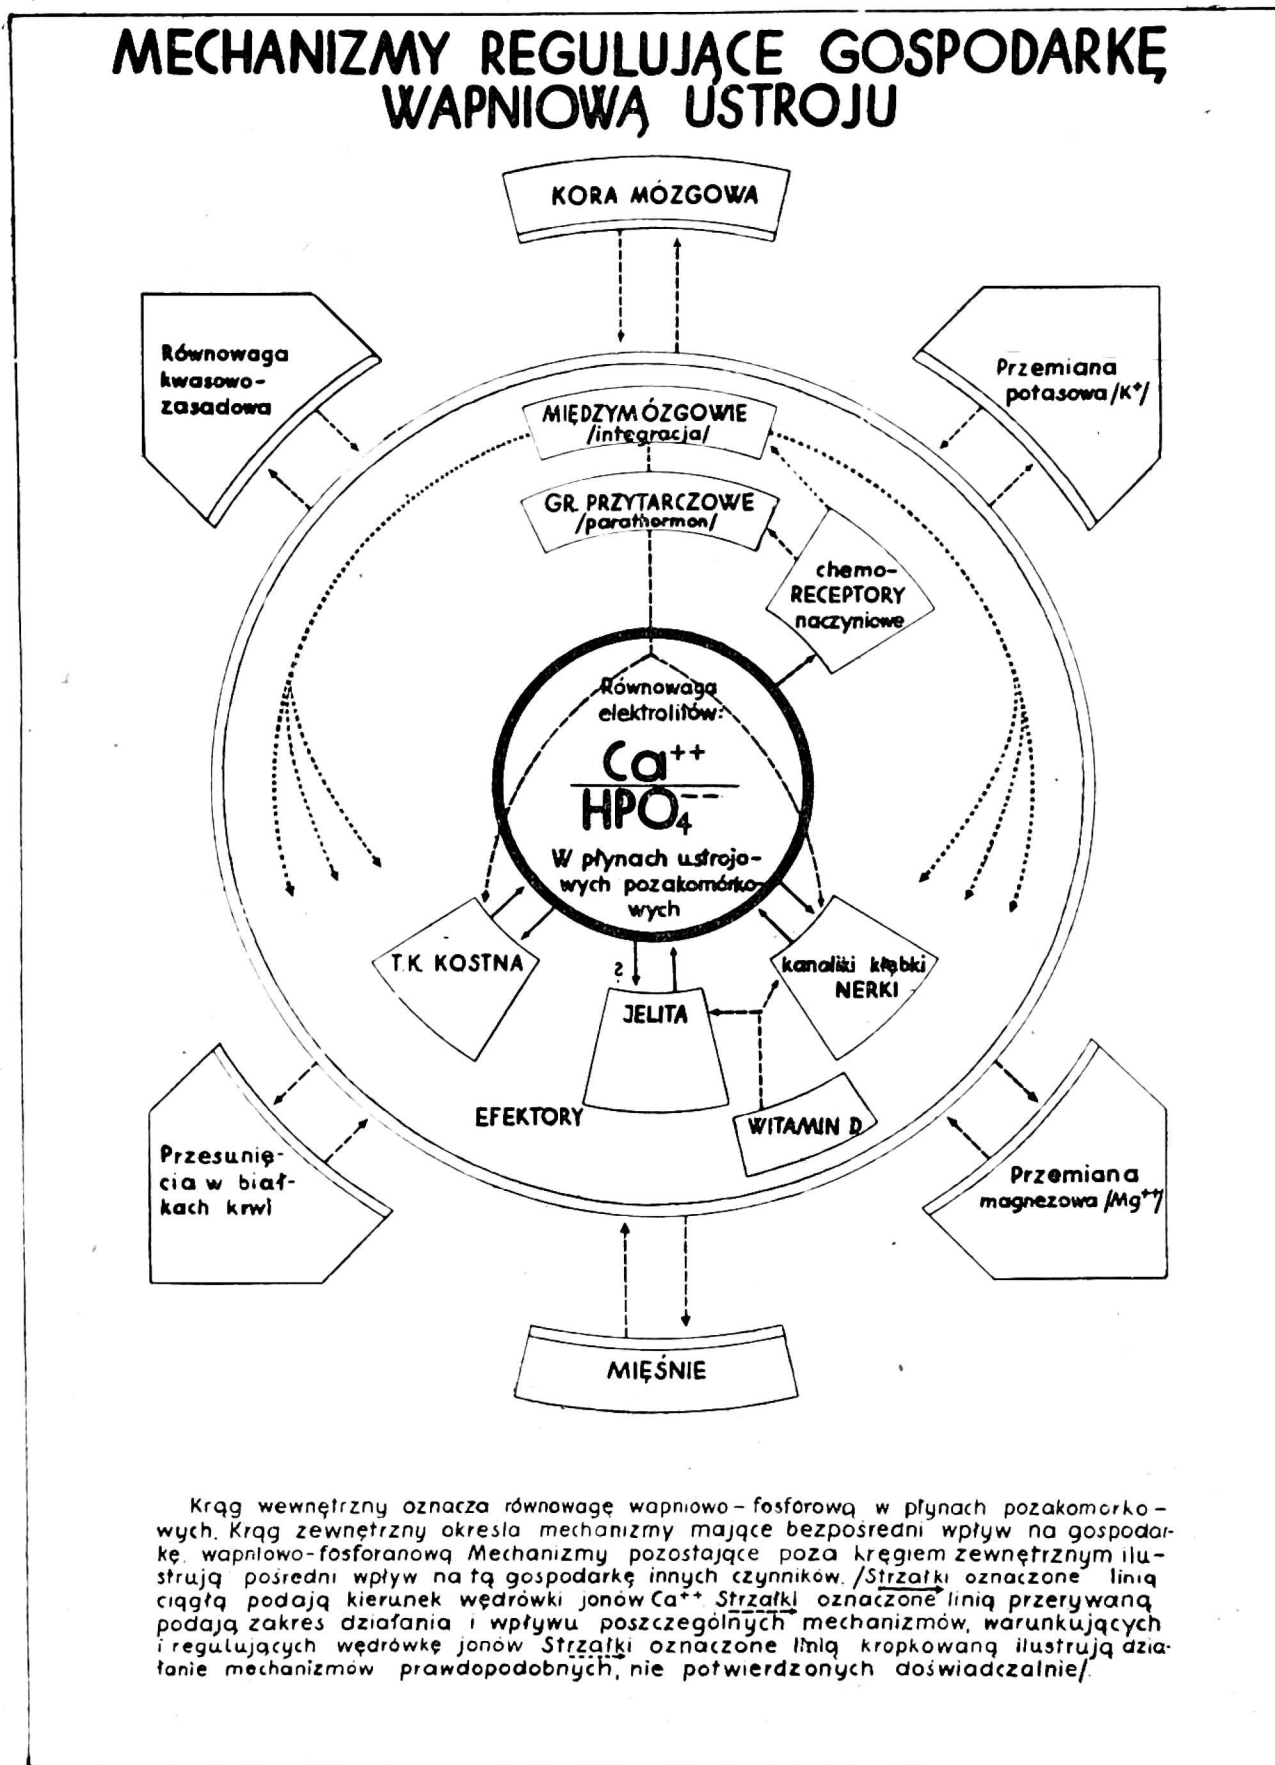 MECHANIZMY REGULUJĄCE GOSPODARKĘ
WAPNIOWĄ USTROJU
KORA MÓZGOWA
Równowaga
kwasowo-
zasadowa
Przemiana
potasowa /K⁺/
MIĘDZYMÓZGOWIE
/integracja/
GR. PRZYTARCZOWE
/parathormon/
chemo-
RECEPTORY
naczyniowe
Równowaga
elektrolitów:
Ca⁺⁺
HPO₄⁻⁻
W płynach ustrojo-
wych pozakomórko-
wych
T.K. KOSTNA
?
JELITA
kanaliki kłębki
NERKI
EFEKTORY
WITAMIN D
Przesunię-
cia w biał-
kach krwi
Przemiana
magnezowa /Mg⁺⁺/
MIĘŚNIE
Krąg wewnętrzny oznacza równowagę wapniowo-fosforową w płynach pozakomorko-
wych. Krąg zewnętrzny okresla mechanizmy mające bezpośredni wpływ na gospodar-
kę wapniowo-fosforanową Mechanizmy pozostające poza kręgiem zewnętrznym ilu-
strują pośredni wpływ na tą gospodarkę innych czynników. /Strzałki oznaczone linią
ciągłą podają kierunek wędrówki jonów Ca⁺⁺ Strzałki oznaczone linią przerywaną
podają zakres działania i wpływu poszczególnych mechanizmów, warunkujących
i regulujących wędrówkę jonów Strzałki oznaczone linią kropkowaną ilustrują dzia-
łanie mechanizmów prawdopodobnych, nie potwierdzonych doświadczalnie/.